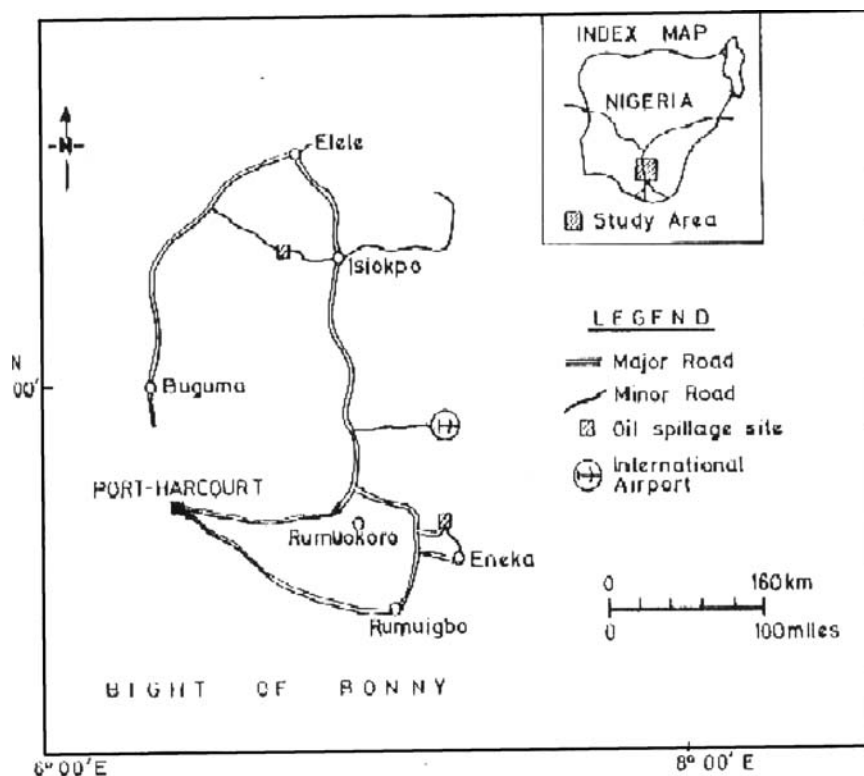 INDEX MAP
NIGERIA
Study Area
N
Elele
Isiokpo
LEGEND
Major Road
Minor Road
Oil spillage site
International
Airport
N
00'
Buguma
PORT-HARCOURT
Rumuokoro
Eneka
Rumuigbo
0 160km
0 100miles
BIGHT OF BONNY
6° 00' E
8° 00' E